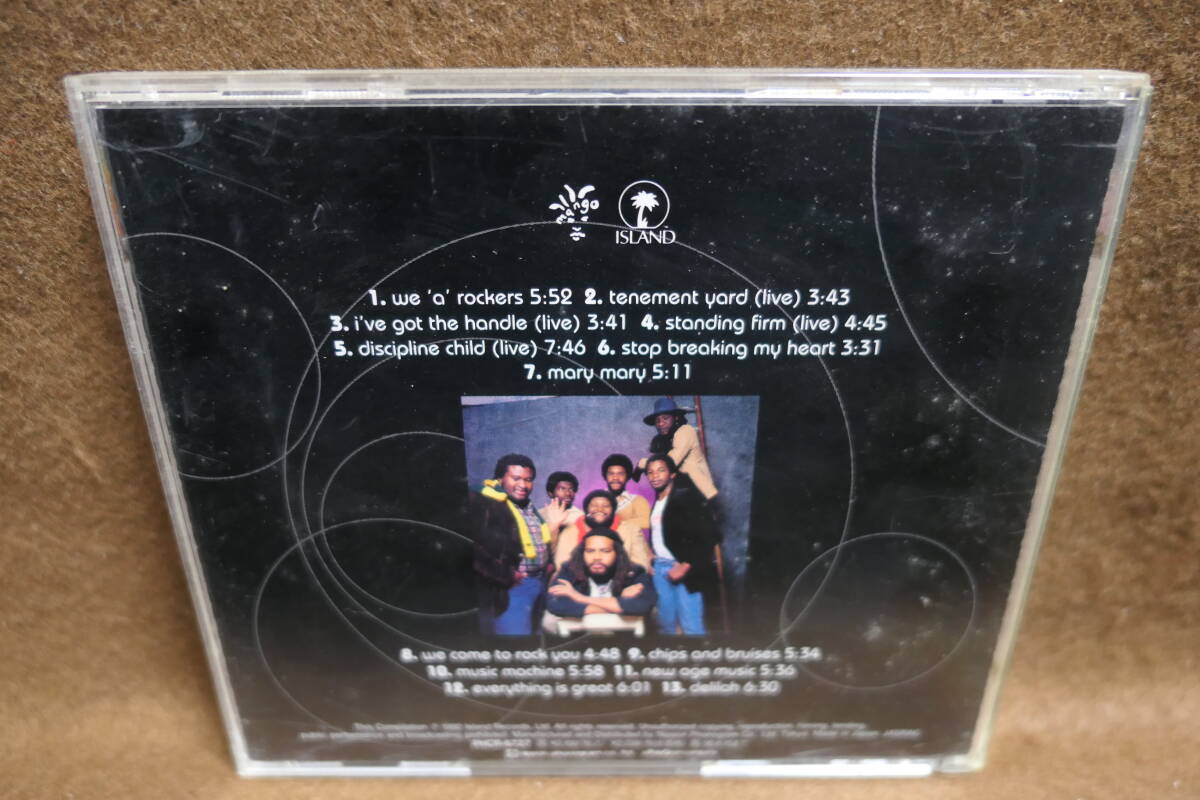 mango
ISLAND
1. we 'a' rockers 5:52 2. tenement yard (live) 3:43
3. i've got the handle (live) 3:41 4. standing firm (live) 4:45
5. discipline child (live) 7:46 6. stop breaking my heart 3:31
7. mary mary 5:11
8. we come to rock you 4:48 9. chips and bruises 5:34
10. music machine 5:58 11. new age music 5:36
12. everything is great 6:01 13. delilah 6:30